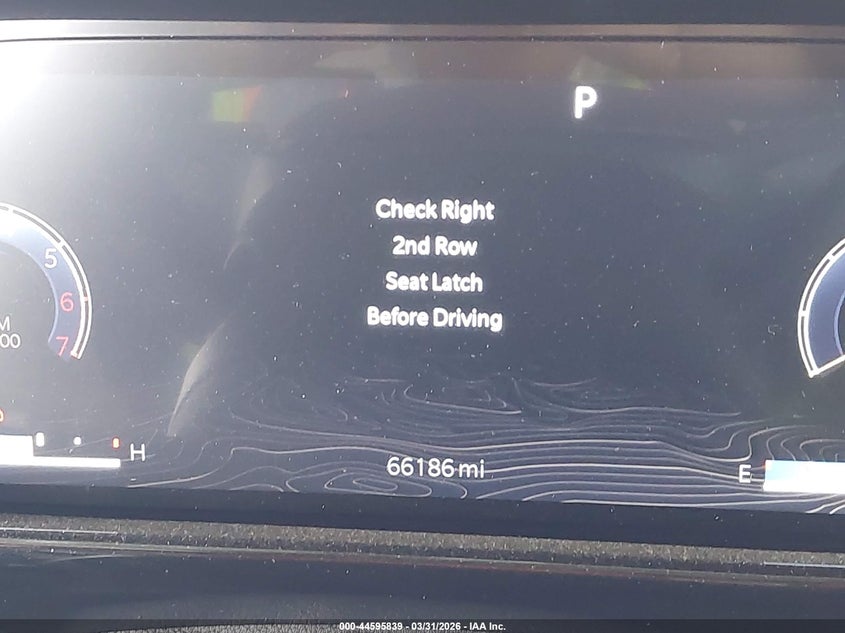 P
Check Right
2nd Row
Seat Latch
Before Driving
5
6
7
H
66186 mi
E
000-44595839 - 03/31/2026 - IAA Inc.